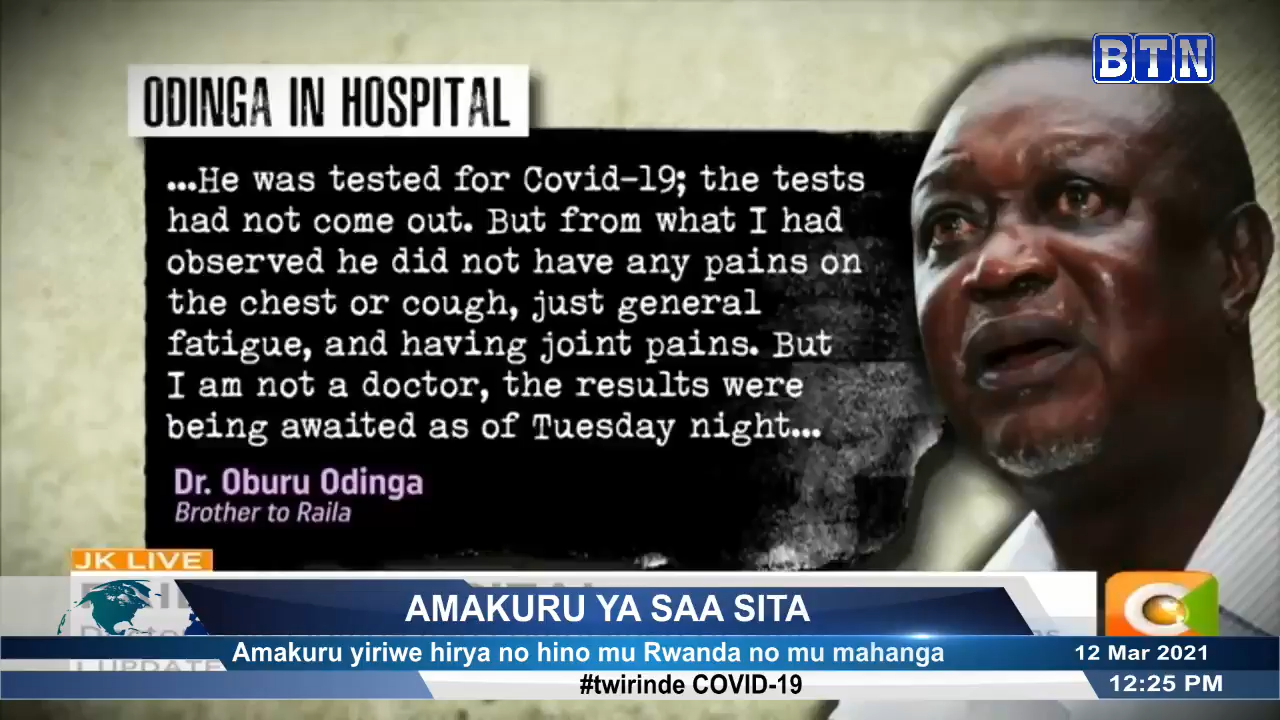 BTN
ODINGA IN HOSPITAL
...He was tested for Covid-19; the tests
had not come out. But from what I had
observed he did not have any pains on
the chest or cough, just general
fatigue, and having joint pains. But
I am not a doctor, the results were
being awaited as of Tuesday night...
Dr. Oburu Odinga
Brother to Raila
JK LIVE
AMAKURU YA SAA SITA
Amakuru yiriwe hirya no hino mu Rwanda no mu mahanga
12 Mar 2021
#twirinde COVID-19
12:25 PM